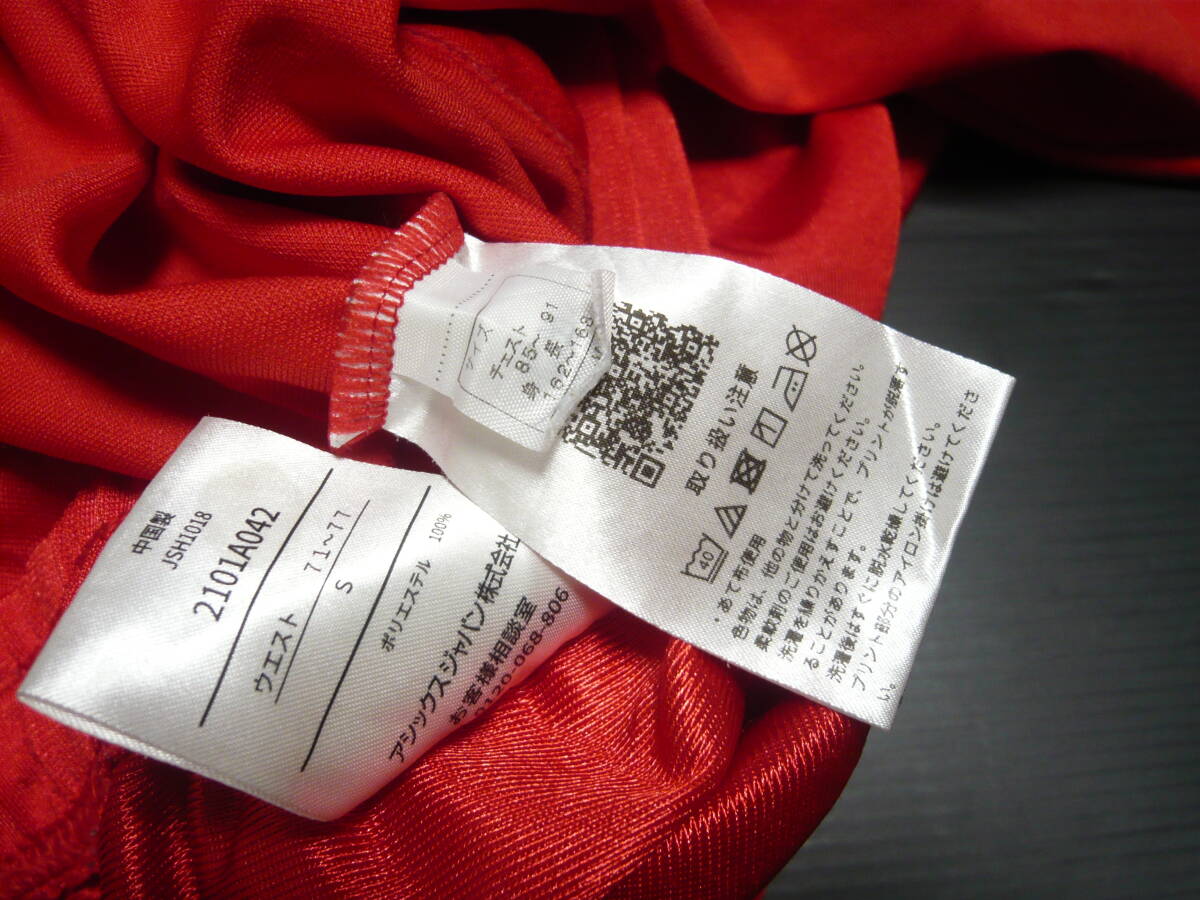 中国製
JSH1018
2101A042
ウエスト
71~77
S
ポリエステル 100%
アシックスジャパン株式会社
お客様相談室
0120-068-806
サイズ
チェスト
85~ 91
身 長
162~168
取り扱い注意
40
・あて布使用
色物は、他の物と分けて洗ってください。
柔軟剤のご使用はお避けください。
洗濯を繰りかえすことで、プリントが脱落す
ることがあります。
洗濯後はすぐに脱水乾燥してください。
プリント部分のアイロン掛けは避けてくださ
い。